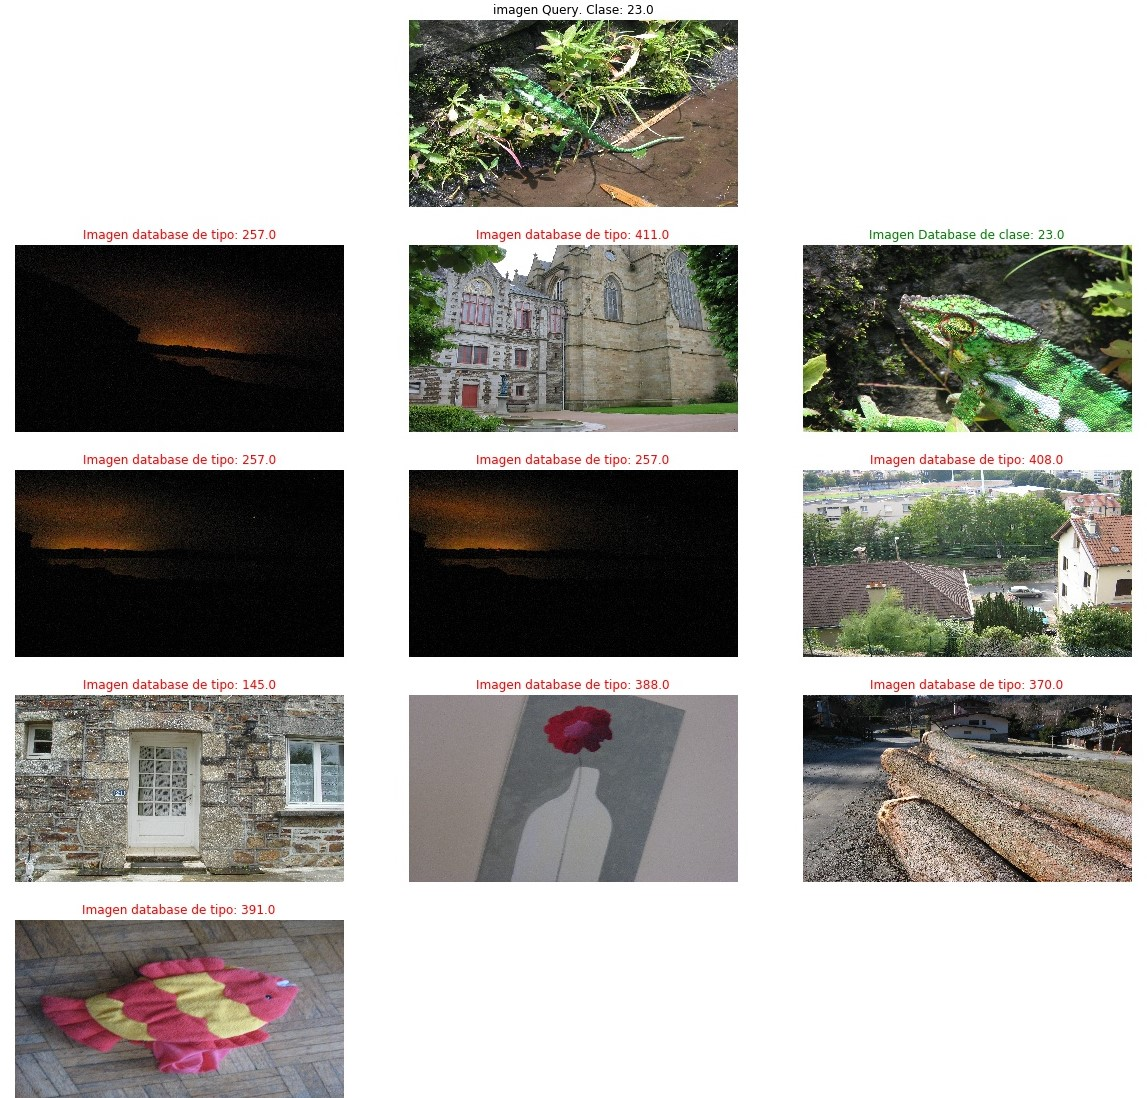 imagen Query. Clase: 23.0
Imagen database de tipo: 257.0
Imagen database de tipo: 411.0
Imagen Database de clase: 23.0
Imagen database de tipo: 257.0
Imagen database de tipo: 257.0
Imagen database de tipo: 408.0
Imagen database de tipo: 145.0
Imagen database de tipo: 388.0
Imagen database de tipo: 370.0
Imagen database de tipo: 391.0